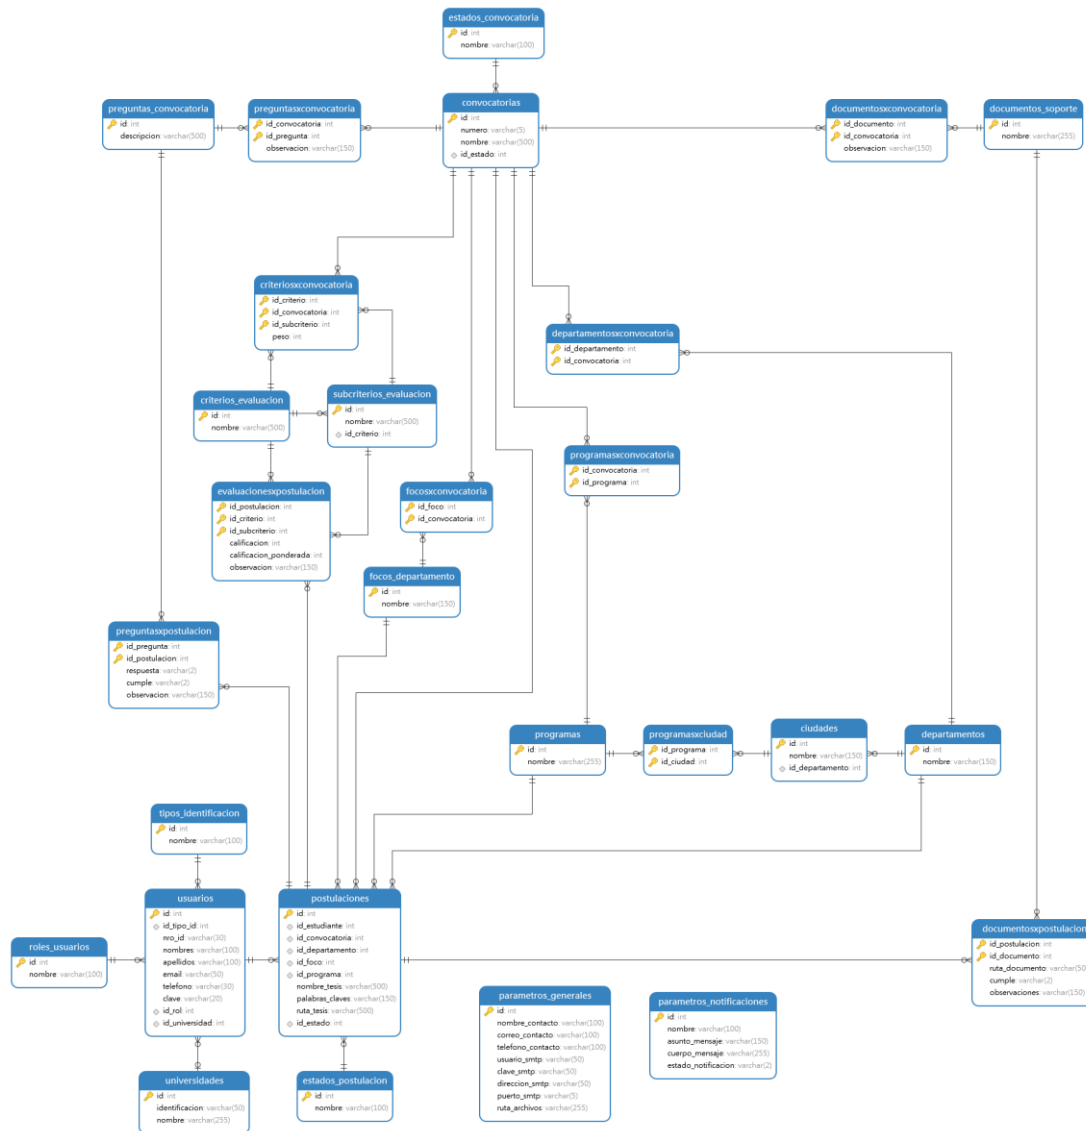 estados_convocatoria
id: int
nombre: varchar(100)
preguntas_convocatoria
id: int
descripcion: varchar(500)
preguntasxconvocatoria
id_convocatoria: int
id_pregunta: int
observacion: varchar(150)
convocatorias
id: int
numero: varchar(5)
nombre: varchar(500)
id_estado: int
documentosxconvocatoria
id_documento: int
id_convocatoria: int
observacion: varchar(150)
documentos_soporte
id: int
nombre: varchar(255)
criteriosxconvocatoria
id_criterio: int
id_convocatoria: int
id_subcriterio: int
peso: int
departamentosxconvocatoria
id_departamento: int
id_convocatoria: int
criterios_evaluacion
id: int
nombre: varchar(500)
subcriterios_evaluacion
id: int
nombre: varchar(500)
id_criterio: int
programasxconvocatoria
id_convocatoria: int
id_programa: int
evaluacionesxpostulacion
id_postulacion: int
id_criterio: int
id_subcriterio: int
calificacion: int
calificacion_ponderada: int
observacion: varchar(150)
focosxconvocatoria
id_foco: int
id_convocatoria: int
focos_departamento
id: int
nombre: varchar(150)
preguntasxpostulacion
id_pregunta: int
id_postulacion: int
respuesta: varchar(2)
cumple: varchar(2)
observacion: varchar(150)
programas
id: int
nombre: varchar(255)
programasxciudad
id_programa: int
id_ciudad: int
ciudades
id: int
nombre: varchar(150)
id_departamento: int
departamentos
id: int
nombre: varchar(150)
tipos_identificacion
id: int
nombre: varchar(100)
roles_usuarios
id: int
nombre: varchar(100)
usuarios
id: int
id_tipo_id: int
nro_id: varchar(30)
nombres: varchar(100)
apellidos: varchar(100)
email: varchar(50)
telefono: varchar(30)
clave: varchar(20)
id_rol: int
id_universidad: int
postulaciones
id: int
id_estudiante: int
id_convocatoria: int
id_departamento: int
id_foco: int
id_programa: int
nombre_tesis: varchar(500)
palabras_claves: varchar(150)
ruta_tesis: varchar(500)
id_estado: int
documentosxpostulacion
id_postulacion: int
id_documento: int
ruta_documento: varchar(50
cumple: varchar(2)
observaciones: varchar(150)
parametros_generales
id: int
nombre_contacto: varchar(100)
correo_contacto: varchar(100)
telefono_contacto: varchar(100)
usuario_smtp: varchar(50)
clave_smtp: varchar(50)
direccion_smtp: varchar(50)
puerto_smtp: varchar(5)
ruta_archivos: varchar(255)
parametros_notificaciones
id: int
nombre: varchar(100)
asunto_mensaje: varchar(150)
cuerpo_mensaje: varchar(255)
estado_notificacion: varchar(2)
universidades
id: int
identificacion: varchar(50)
nombre: varchar(255)
estados_postulacion
id: int
nombre: varchar(100)